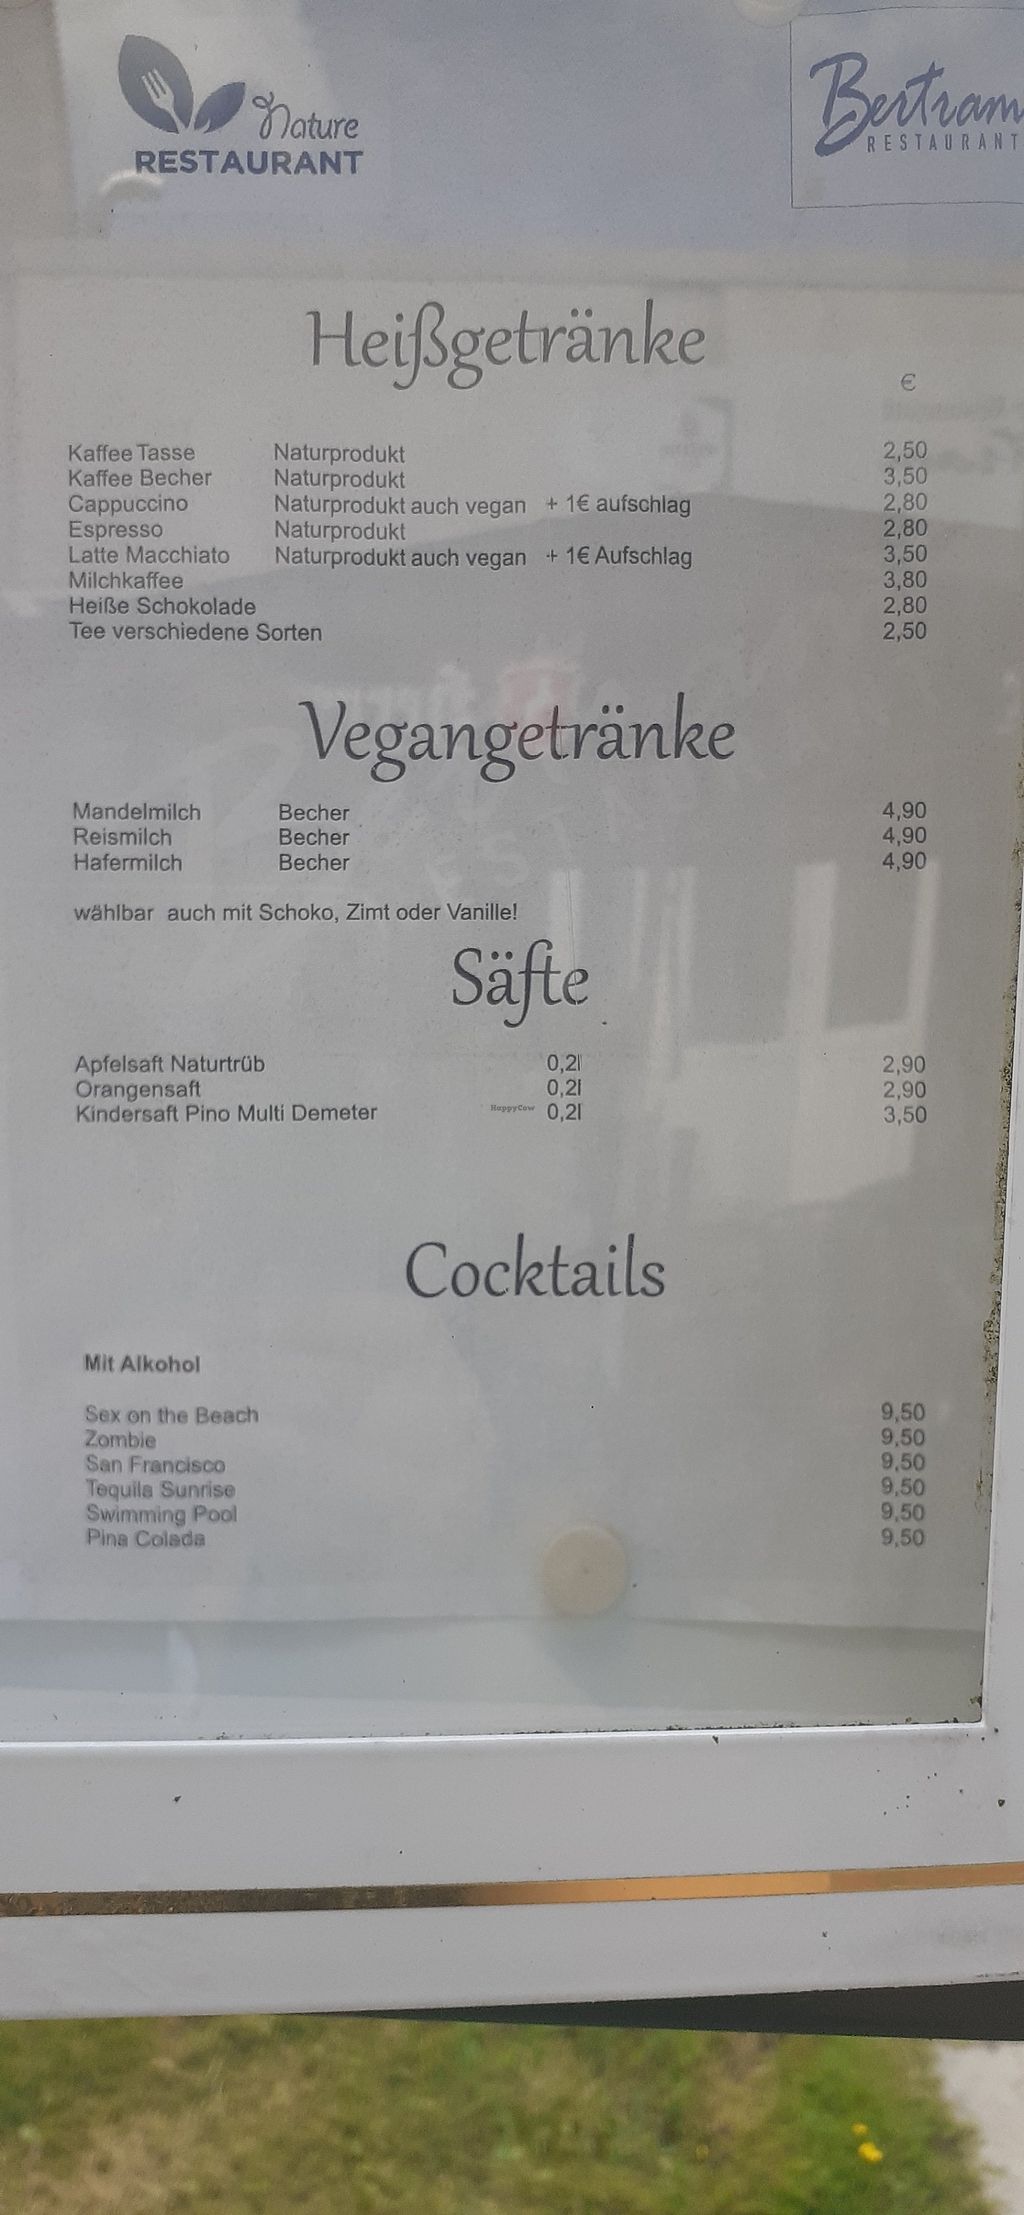 Nature
RESTAURANT
Bertram
RESTAURANT
Heißgetränke
€
Kaffee Tasse Naturprodukt 2,50
Kaffee Becher Naturprodukt 3,50
Cappuccino Naturprodukt auch vegan + 1€ aufschlag 2,80
Espresso Naturprodukt 2,80
Latte Macchiato Naturprodukt auch vegan + 1€ Aufschlag 3,50
Milchkaffee 3,80
Heiße Schokolade 2,80
Tee verschiedene Sorten 2,50
Vegangetränke
Mandelmilch Becher 4,90
Reismilch Becher 4,90
Hafermilch Becher 4,90
wählbar auch mit Schoko, Zimt oder Vanille!
Säfte
Apfelsaft Naturtrüb 0,2l 2,90
Orangensaft 0,2l 2,90
Kindersaft Pino Multi Demeter HappyCow 0,2l 3,50
Cocktails
Mit Alkohol
Sex on the Beach 9,50
Zombie 9,50
San Francisco 9,50
Tequila Sunrise 9,50
Swimming Pool 9,50
Pina Colada 9,50